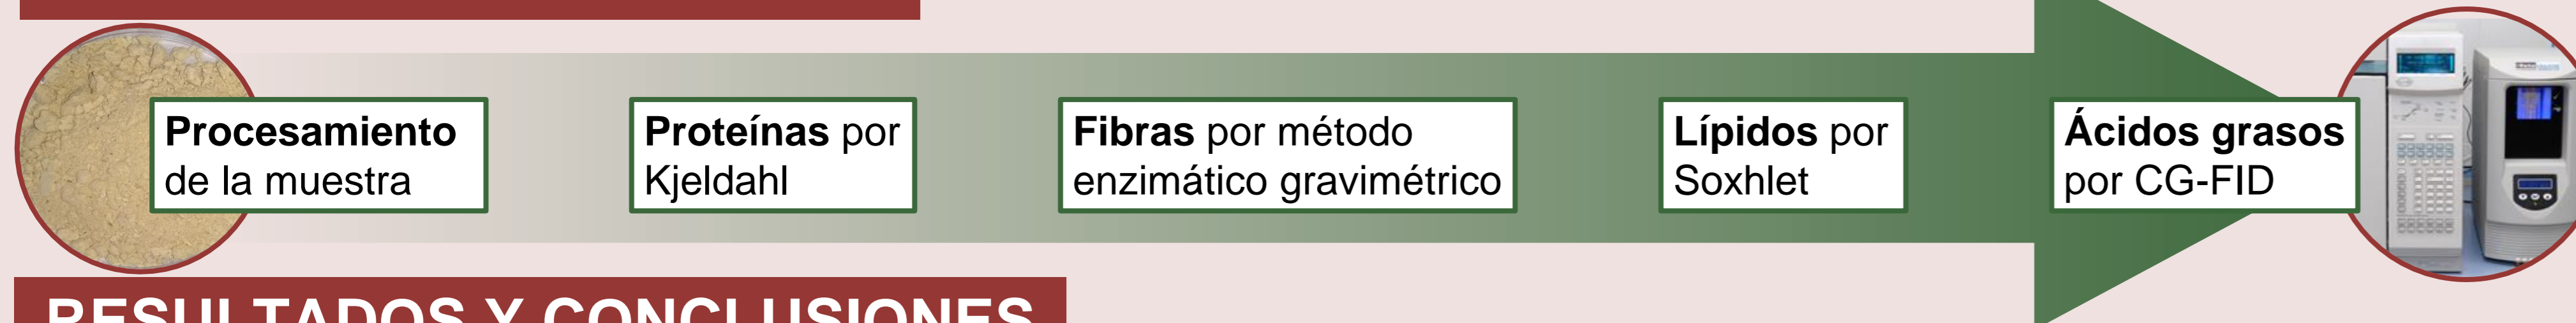 Procesamiento
de la muestra
Proteínas por
Kjeldahl
Fibras por método
enzimático gravimétrico
Lípidos por
Soxhlet
Ácidos grasos
por CG-FID
RESULTADOS Y CONCLUSIONES